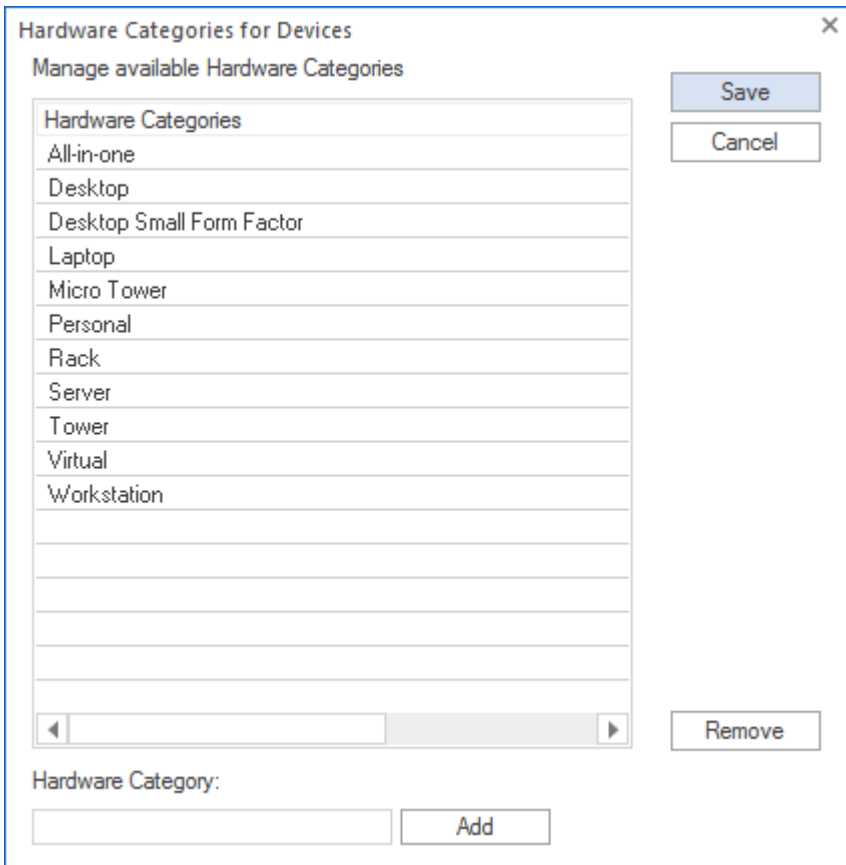 Hardware Categories for Devices
Manage available Hardware Categories
Save
Cancel
Hardware Categories
All-in-one
Desktop
Desktop Small Form Factor
Laptop
Micro Tower
Personal
Rack
Server
Tower
Virtual
Workstation
Remove
Hardware Category:
Add